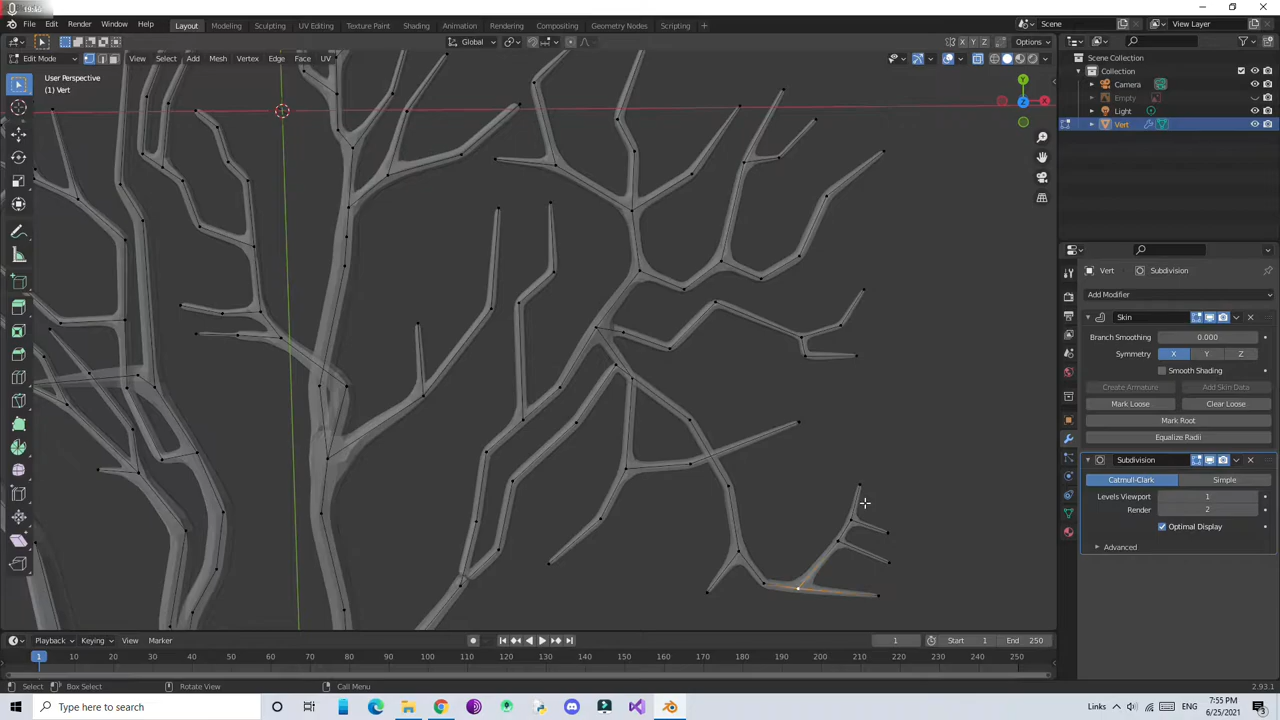 19:40
File Edit Render Window Help Layout Modeling Sculpting UV Editing Texture Paint Shading Animation Rendering Compositing Geometry Nodes Scripting + Scene View Layer
Global X Y Z Options
Edit Mode View Select Add Mesh Vertex Edge Face UV
User Perspective
(1) Vert
Y
Z X
Scene Collection
Collection
Camera
Empty
Light
Vert
Vert Subdivision
Add Modifier
Skin
Branch Smoothing 0.000
Symmetry X Y Z
Smooth Shading
Create Armature Add Skin Data
Mark Loose Clear Loose
Mark Root
Equalize Radii
Subdivision
Catmull-Clark Simple
Levels Viewport 1
Render 2
Optimal Display
Advanced
Playback Keying View Marker 1 Start 1 End 250
1 10 20 30 40 50 60 70 80 90 100 110 120 130 140 150 160 170 180 190 200 210 220 230 240 250
Select Box Select Rotate View Call Menu 2.93.1
Type here to search Links 7:55 PM
6/25/2021 3